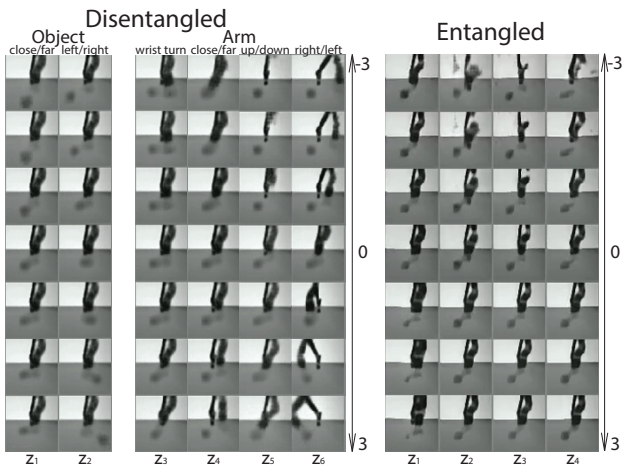 Disentangled
Entangled
Object
Arm
close/far left/right
wrist turn close/far up/down right/left
-3
-3
0
0
3
3
z1 z2 z3 z4 z5 z6 z1 z2 z3 z4